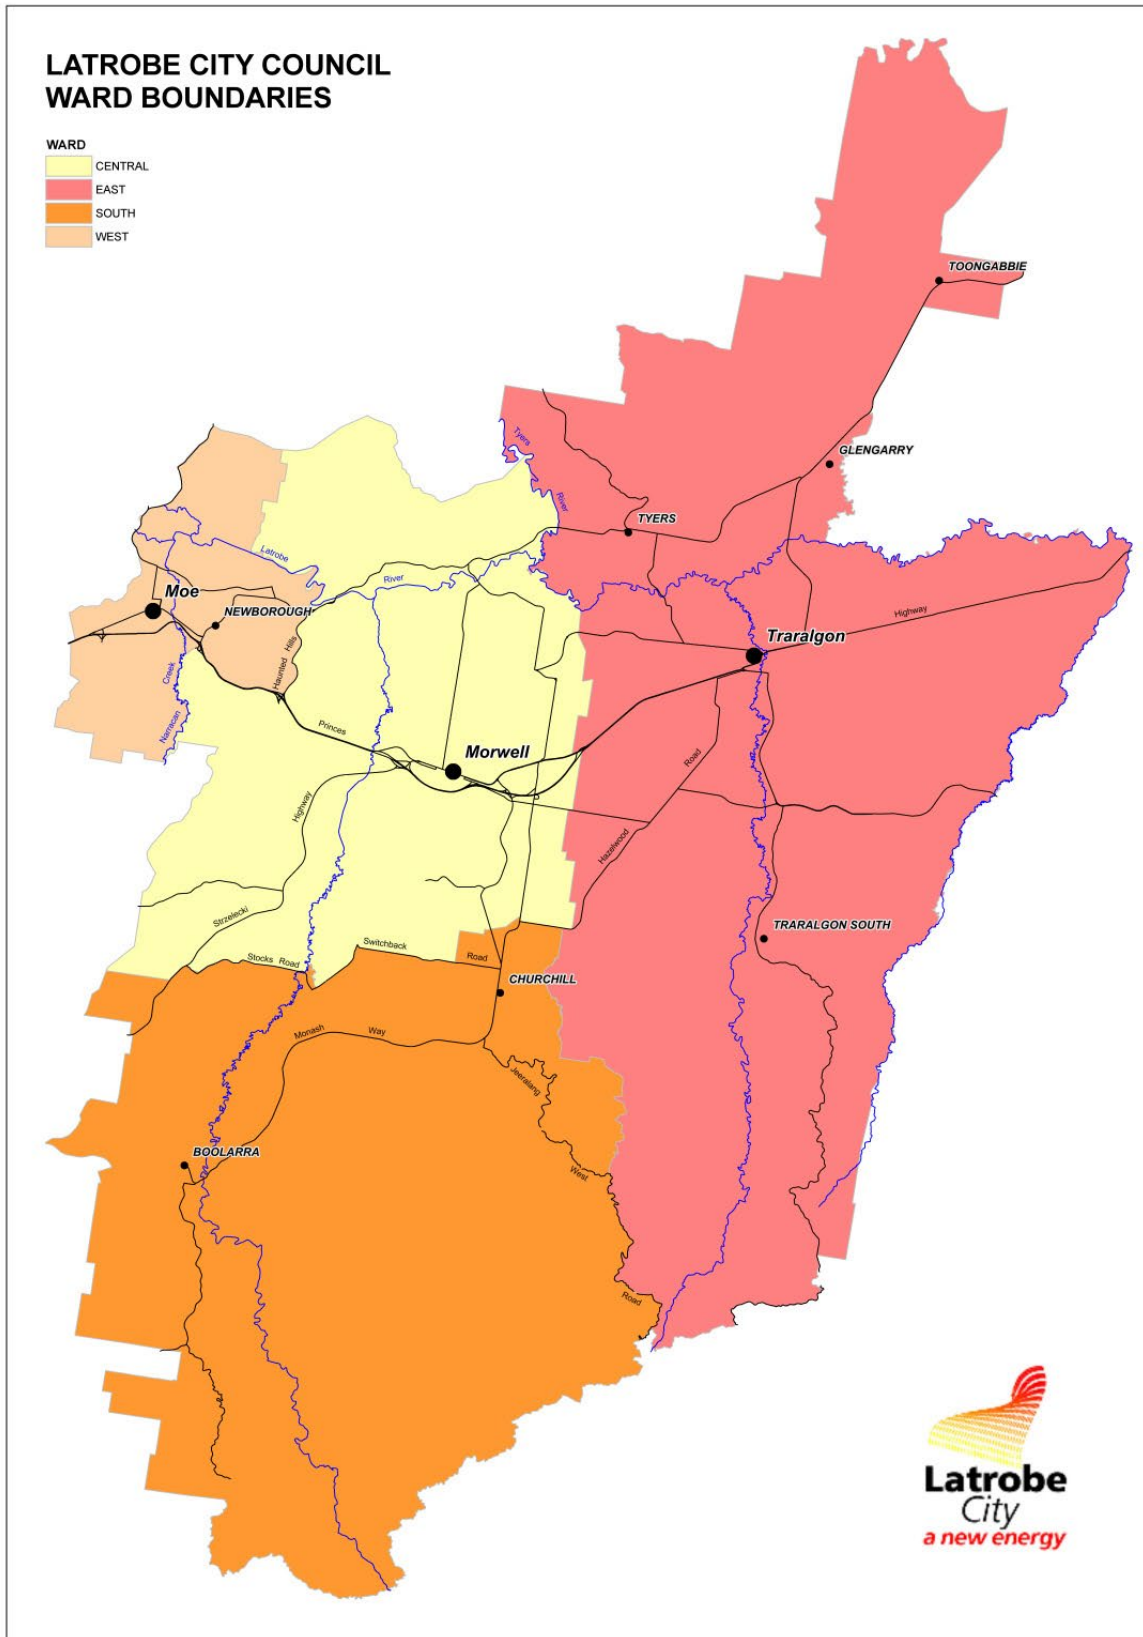 LATROBE CITY COUNCIL
WARD BOUNDARIES
WARD
CENTRAL
EAST
SOUTH
WEST
TOONGABBIE
Tyers
GLENGARRY
River
TYERS
Latrobe
River
Moe
NEWBOROUGH
Highway
Haunted Hills
Traralgon
Creek
Narracan
Princes
Morwell
Road
Highway
Hazelwood
Strzelecki
TRARALGON SOUTH
Switchback
Stocks Road
Road
CHURCHILL
Monash Way
Jeeralang
BOOLARRA
West
Road
Latrobe
City
a new energy